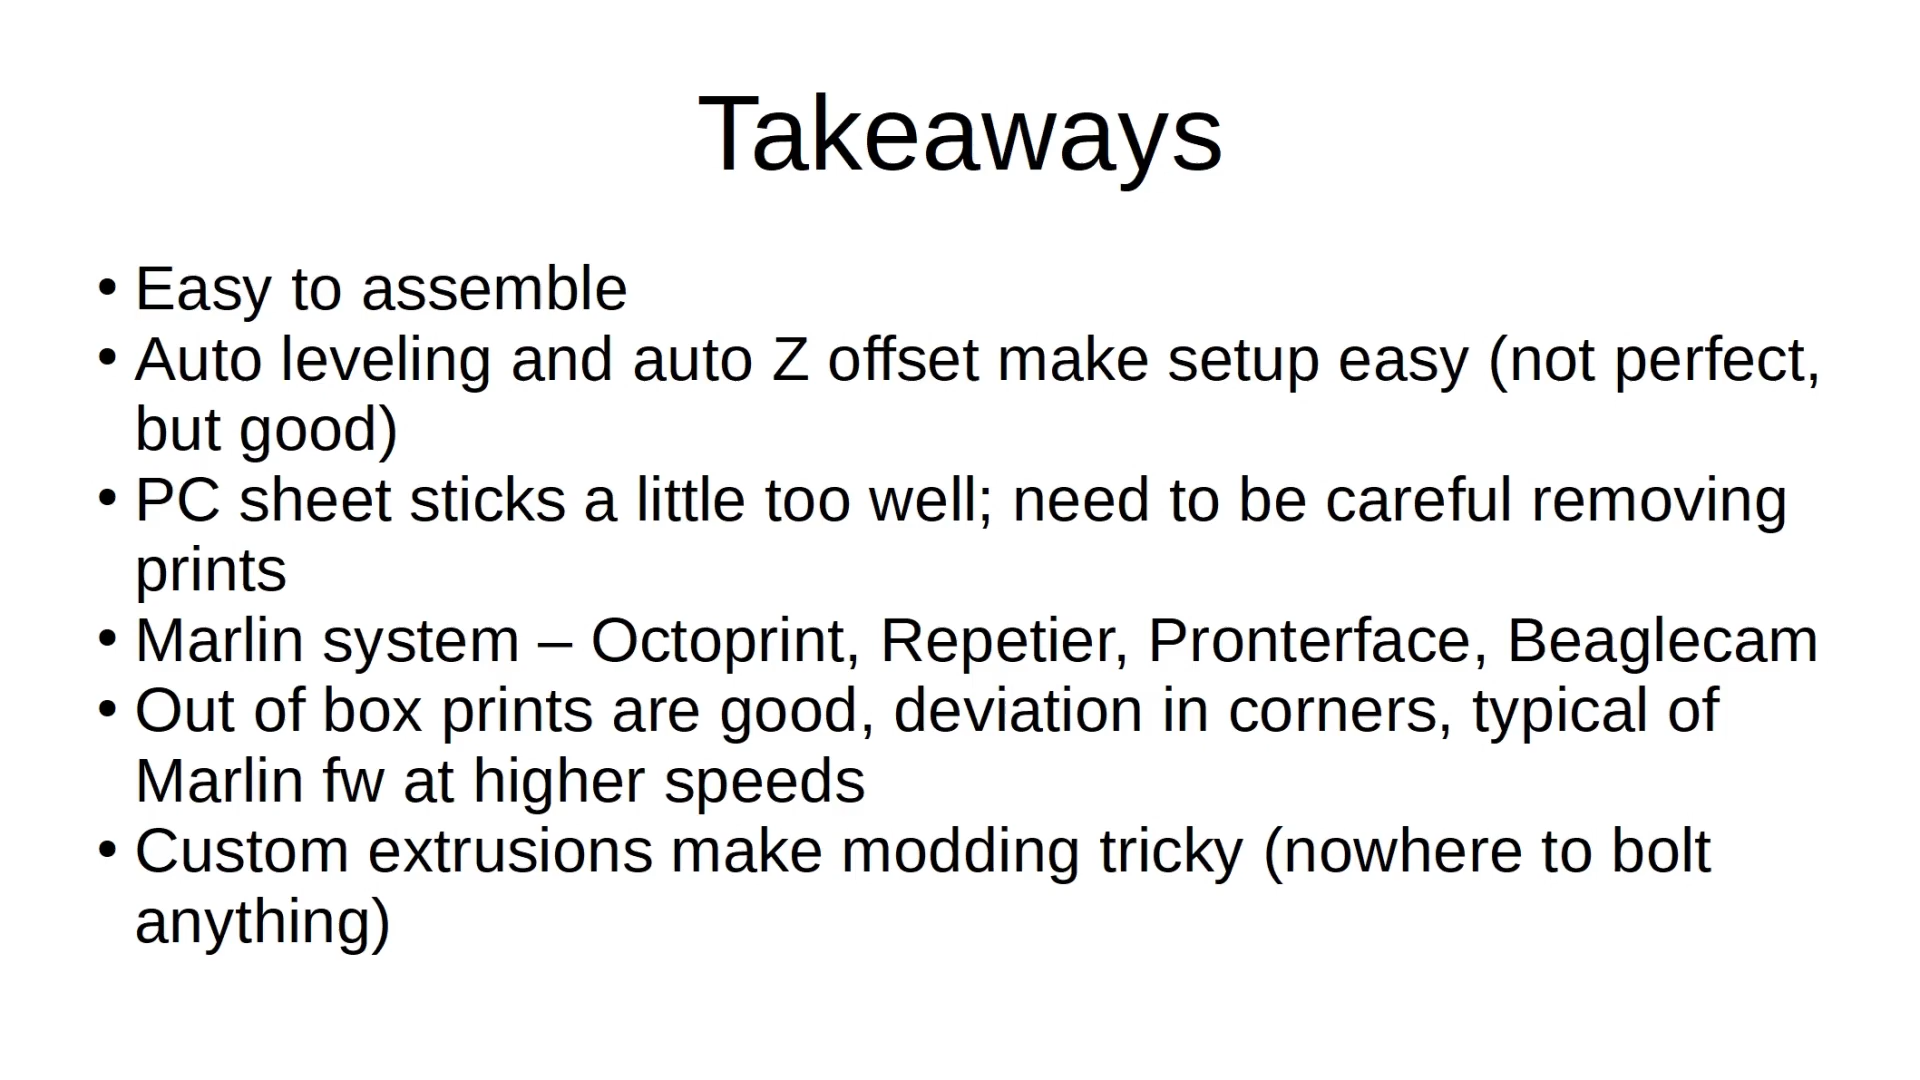 Takeaways
• Easy to assemble
• Auto leveling and auto Z offset make setup easy (not perfect,
but good)
• PC sheet sticks a little too well; need to be careful removing
prints
• Marlin system – Octoprint, Repetier, Pronterface, Beaglecam
• Out of box prints are good, deviation in corners, typical of
Marlin fw at higher speeds
• Custom extrusions make modding tricky (nowhere to bolt
anything)